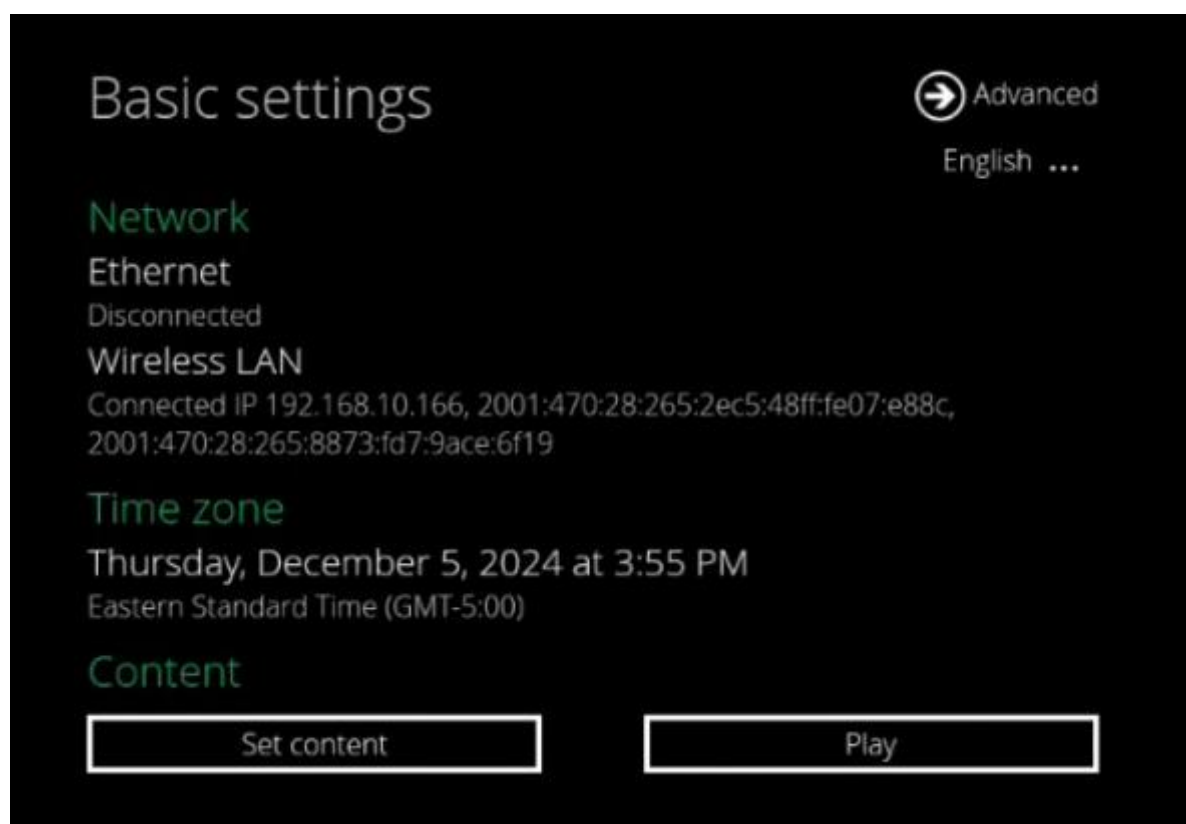 Basic settings
Advanced
English ...
Network
Ethernet
Disconnected
Wireless LAN
Connected IP 192.168.10.166, 2001:470:28:265:2ec5:48ff:fe07:e88c,
2001:470:28:265:8873:fd7:9ace:6f19
Time zone
Thursday, December 5, 2024 at 3:55 PM
Eastern Standard Time (GMT-5:00)
Content
Set content
Play